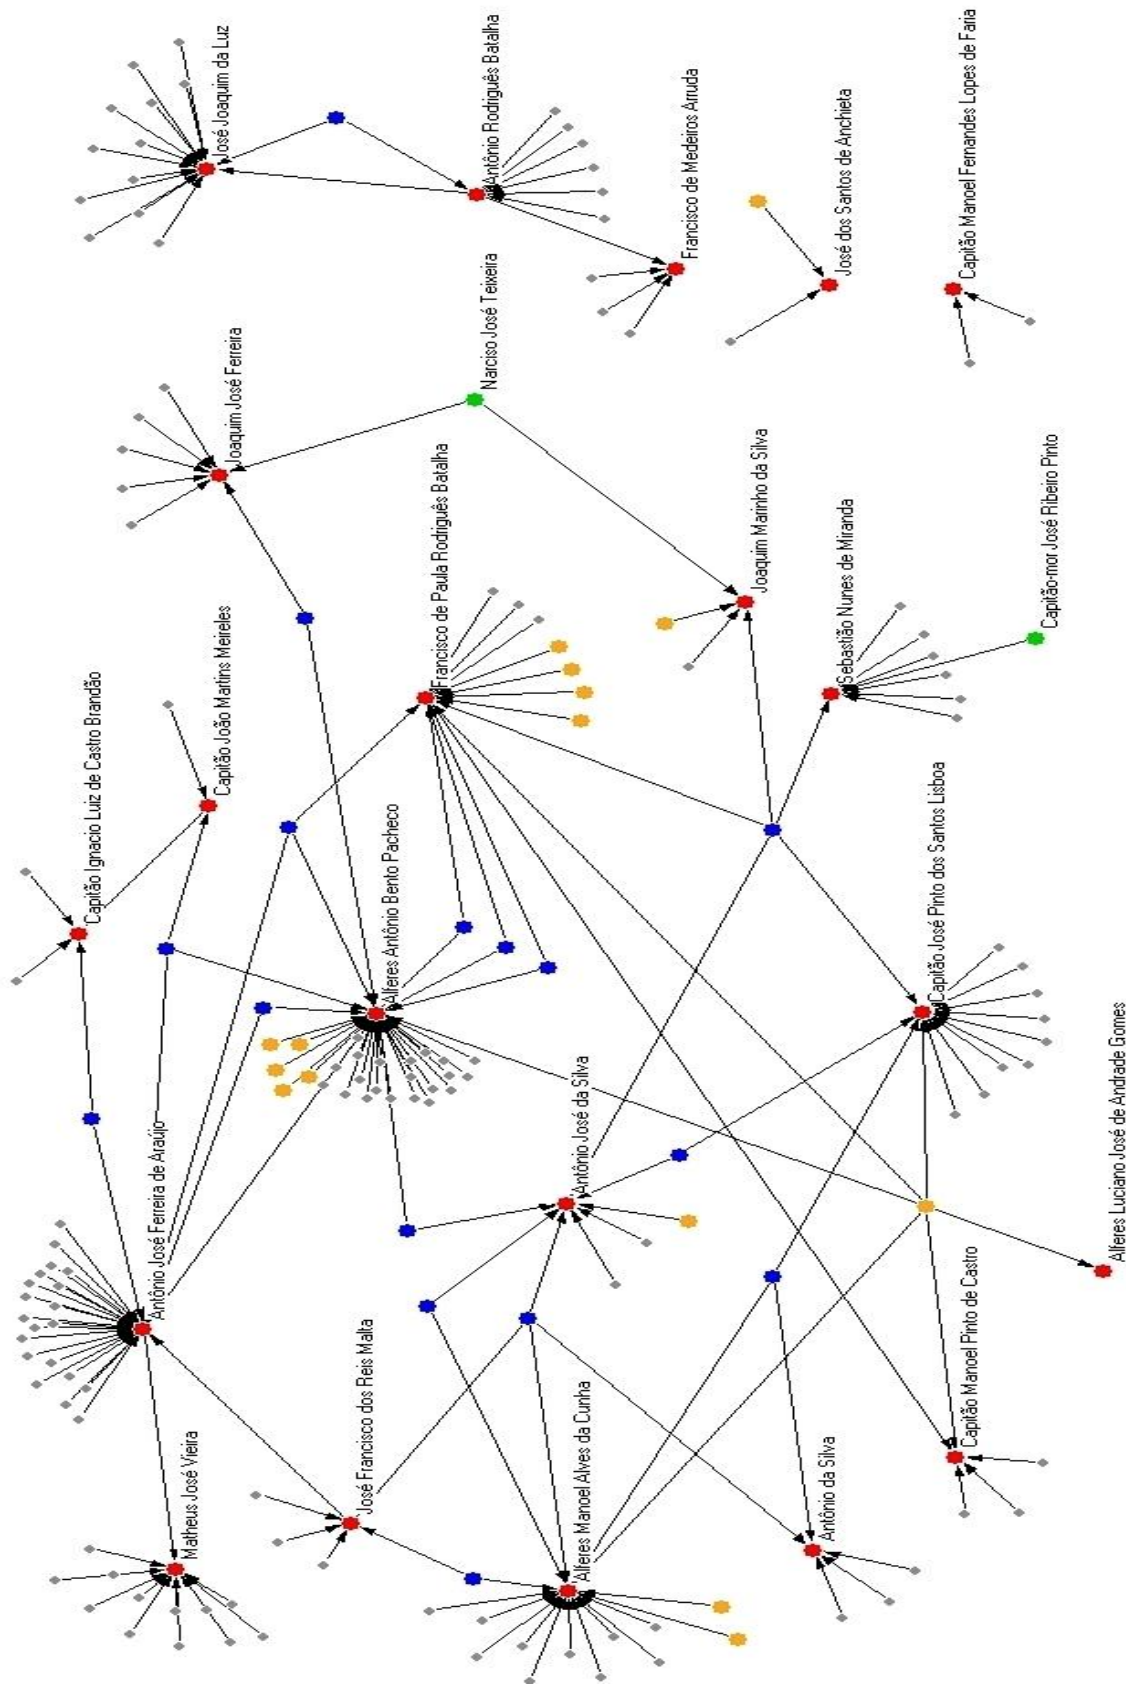 José Joaquim da Luz
Antônio Rodrigues Batalha
Francisco de Medeiros Arruda
José dos Santos de Anchieta
Capitão Manoel Fernandes Lopes de Faria
Joaquim José Ferreira
Narciso José Teixeira
Francisco de Paula Rodrigues Batalha
Joaquim Marinho da Silva
Sebastião Nunes de Miranda
Capitão-mor José Ribeiro Pinto
Capitão Ignacio Luiz de Castro Brandão
Capitão João Martins Meireles
Alferes Antônio Bento Pacheco
Capitão José Pinto dos Santos Lisboa
Antônio José Ferreira de Araújo
Antônio José da Silva
Alferes Luciano José de Andrade Gomes
Matheus José Vieira
José Francisco dos Reis Malta
Alferes Manoel Alves da Cunha
Antônio da Silva
Capitão Manoel Pinto de Castro